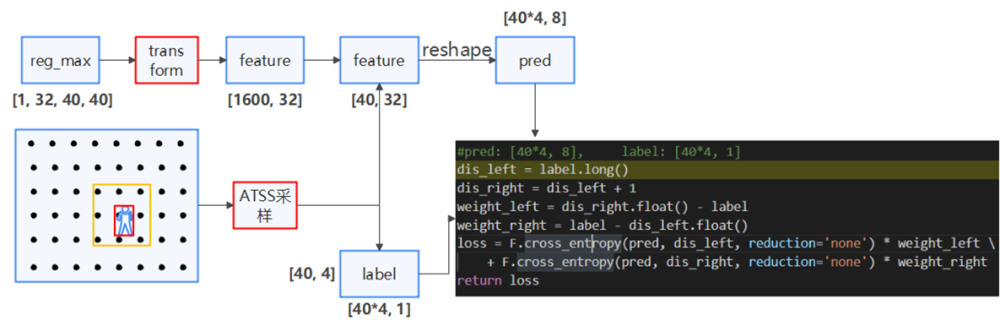 [40*4, 8]
reg_max
trans
form
feature
feature
reshape
pred
[1, 32, 40, 40]
[1600, 32]
[40, 32]
ATSS采
样
[40, 4]
label
[40*4, 1]
#pred: [40*4, 8],     label: [40*4, 1]
dis_left = label.long()
dis_right = dis_left + 1
weight_left = dis_right.float() - label
weight_right = label - dis_left.float()
loss = F.cross_entropy(pred, dis_left, reduction='none') * weight_left \
    + F.cross_entropy(pred, dis_right, reduction='none') * weight_right
return loss